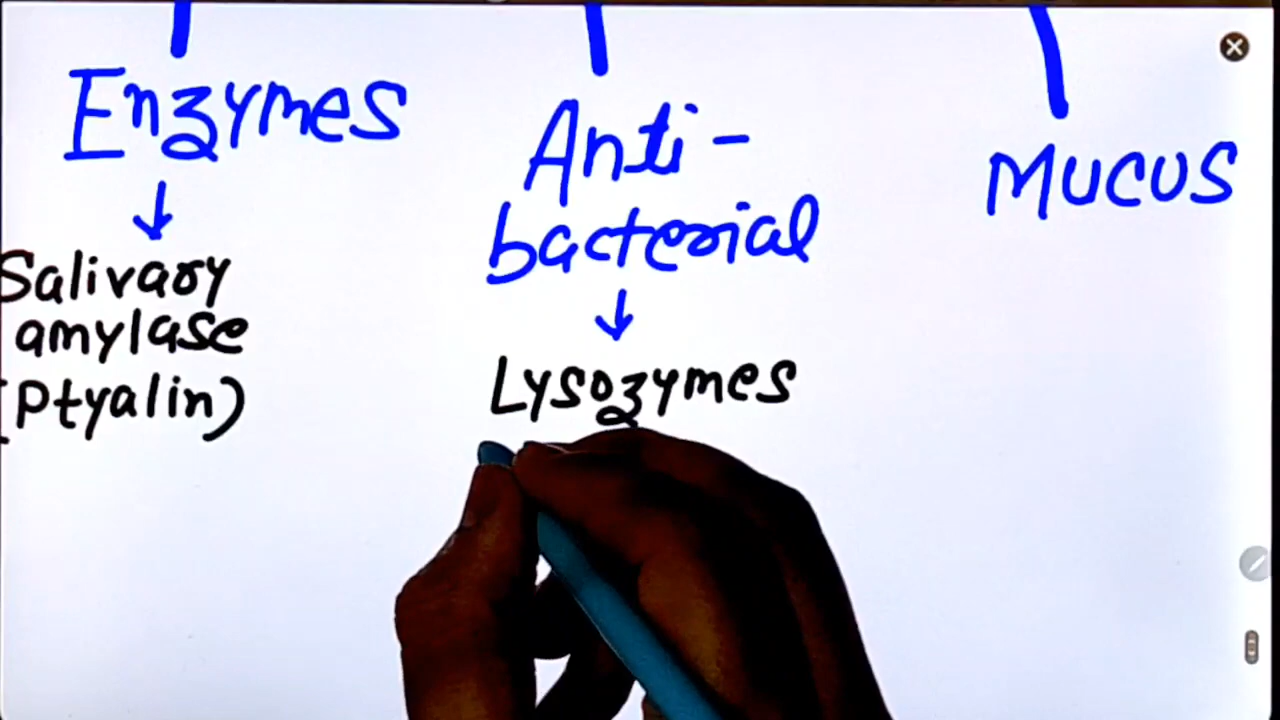 Enzymes
Salivary
amylase
(Ptyalin)
Anti-
bacterial
Lysozymes
Mucus